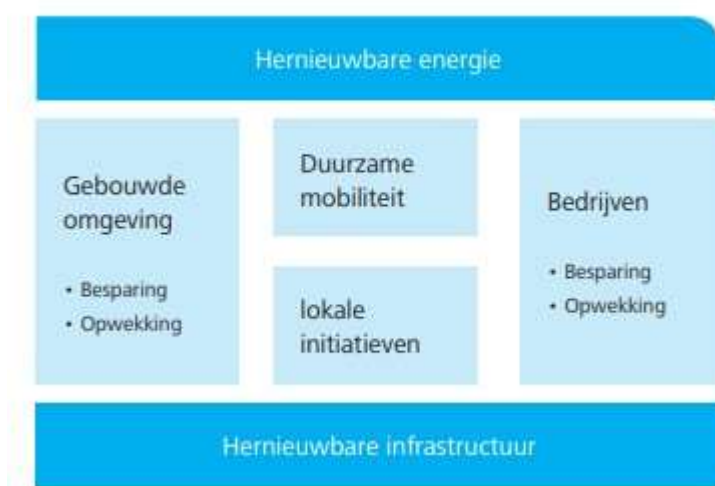 Hernieuwbare energie
Gebouwde
omgeving
• Besparing
• Opwekking
Duurzame
mobiliteit
lokale
initiatieven
Bedrijven
• Besparing
• Opwekking
Hernieuwbare infrastructuur